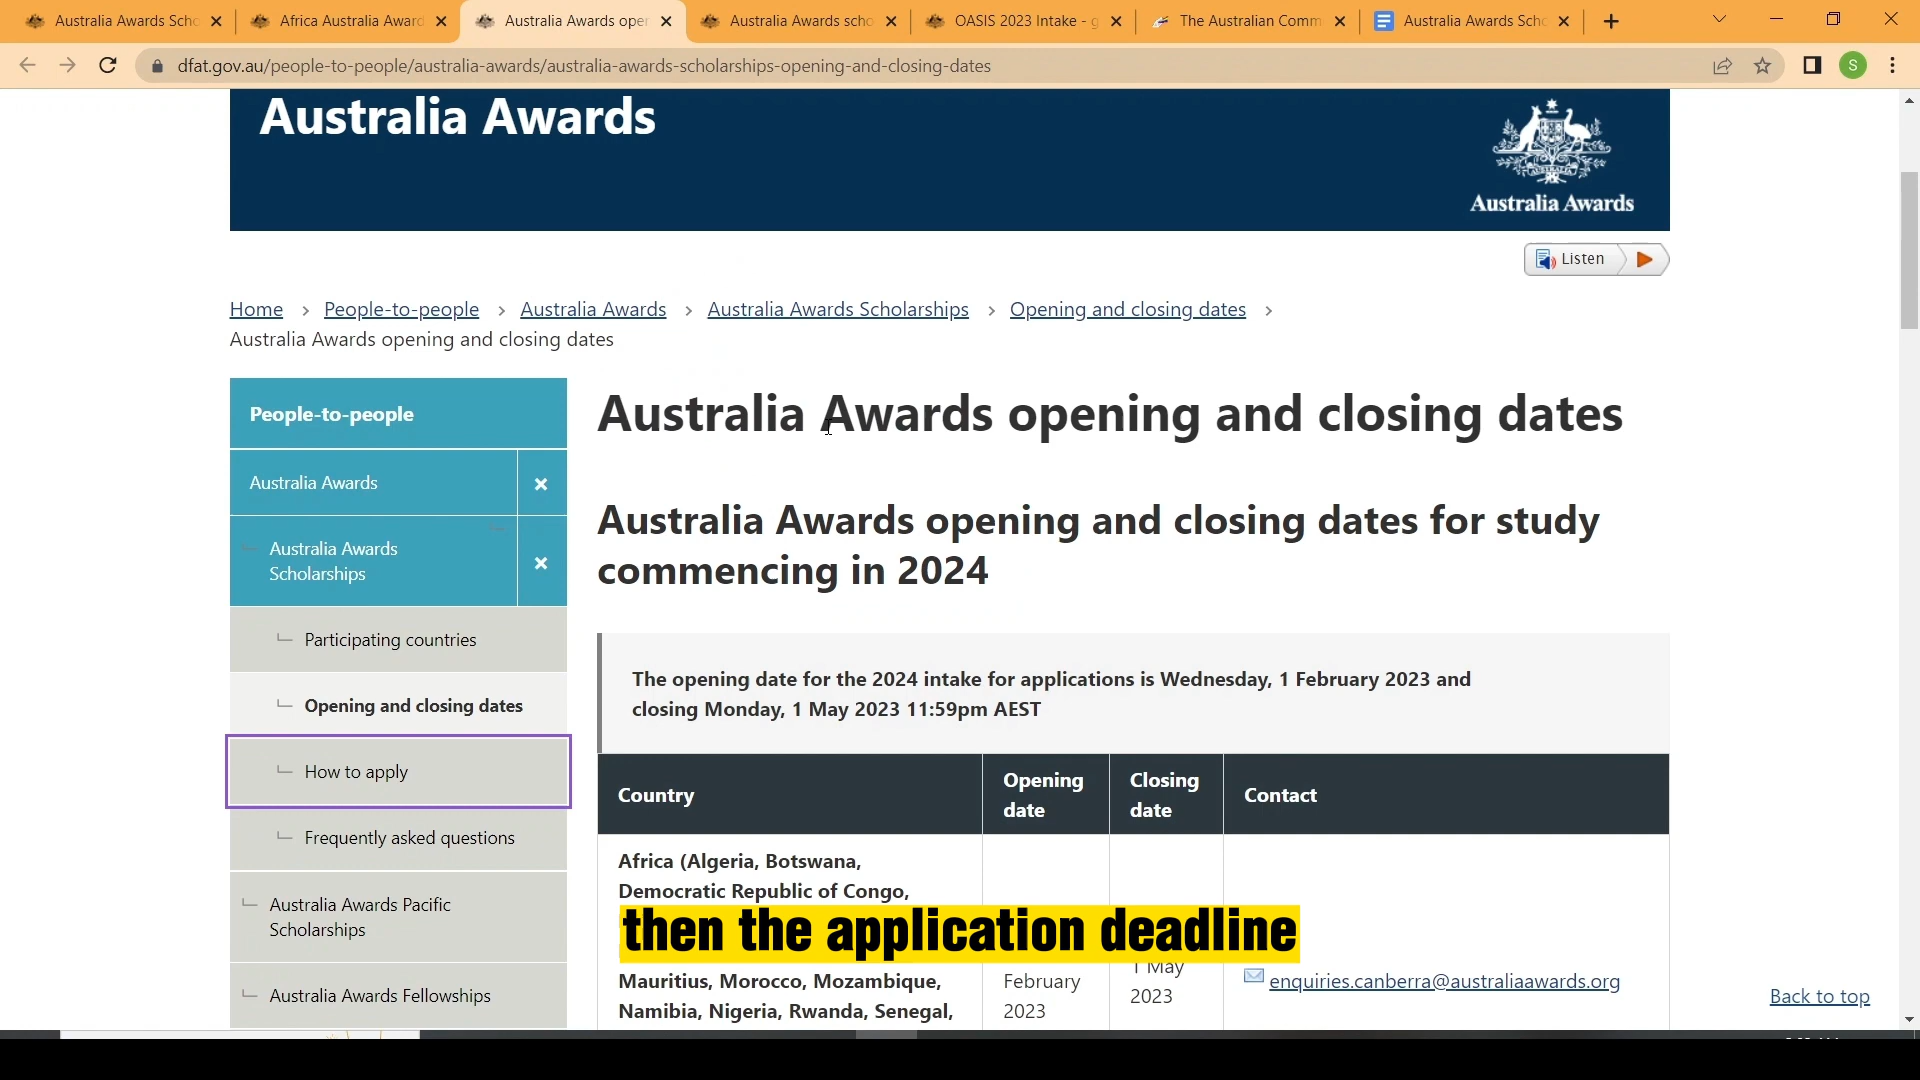 Australia Awards Scho
Africa Australia Award
Australia Awards oper
Australia Awards scho
OASIS 2023 Intake - g
The Australian Comm
Australia Awards Scho
dfat.gov.au/people-to-people/australia-awards/australia-awards-scholarships-opening-and-closing-dates
S
Australia Awards
Australia Awards
Listen
Home > People-to-people > Australia Awards > Australia Awards Scholarships > Opening and closing dates >
Australia Awards opening and closing dates
People-to-people
Australia Awards
Australia Awards
Scholarships
Participating countries
Opening and closing dates
How to apply
Frequently asked questions
Australia Awards Pacific
Scholarships
Australia Awards Fellowships
Australia Awards opening and closing dates
Australia Awards opening and closing dates for study
commencing in 2024
The opening date for the 2024 intake for applications is Wednesday, 1 February 2023 and
closing Monday, 1 May 2023 11:59pm AEST
Country
Opening
date
Closing
date
Contact
Africa (Algeria, Botswana,
Democratic Republic of Congo,
then the application deadline
Mauritius, Morocco, Mozambique,
Namibia, Nigeria, Rwanda, Senegal,
February
2023
1 May
2023
enquiries.canberra@australiaawards.org
Back to top